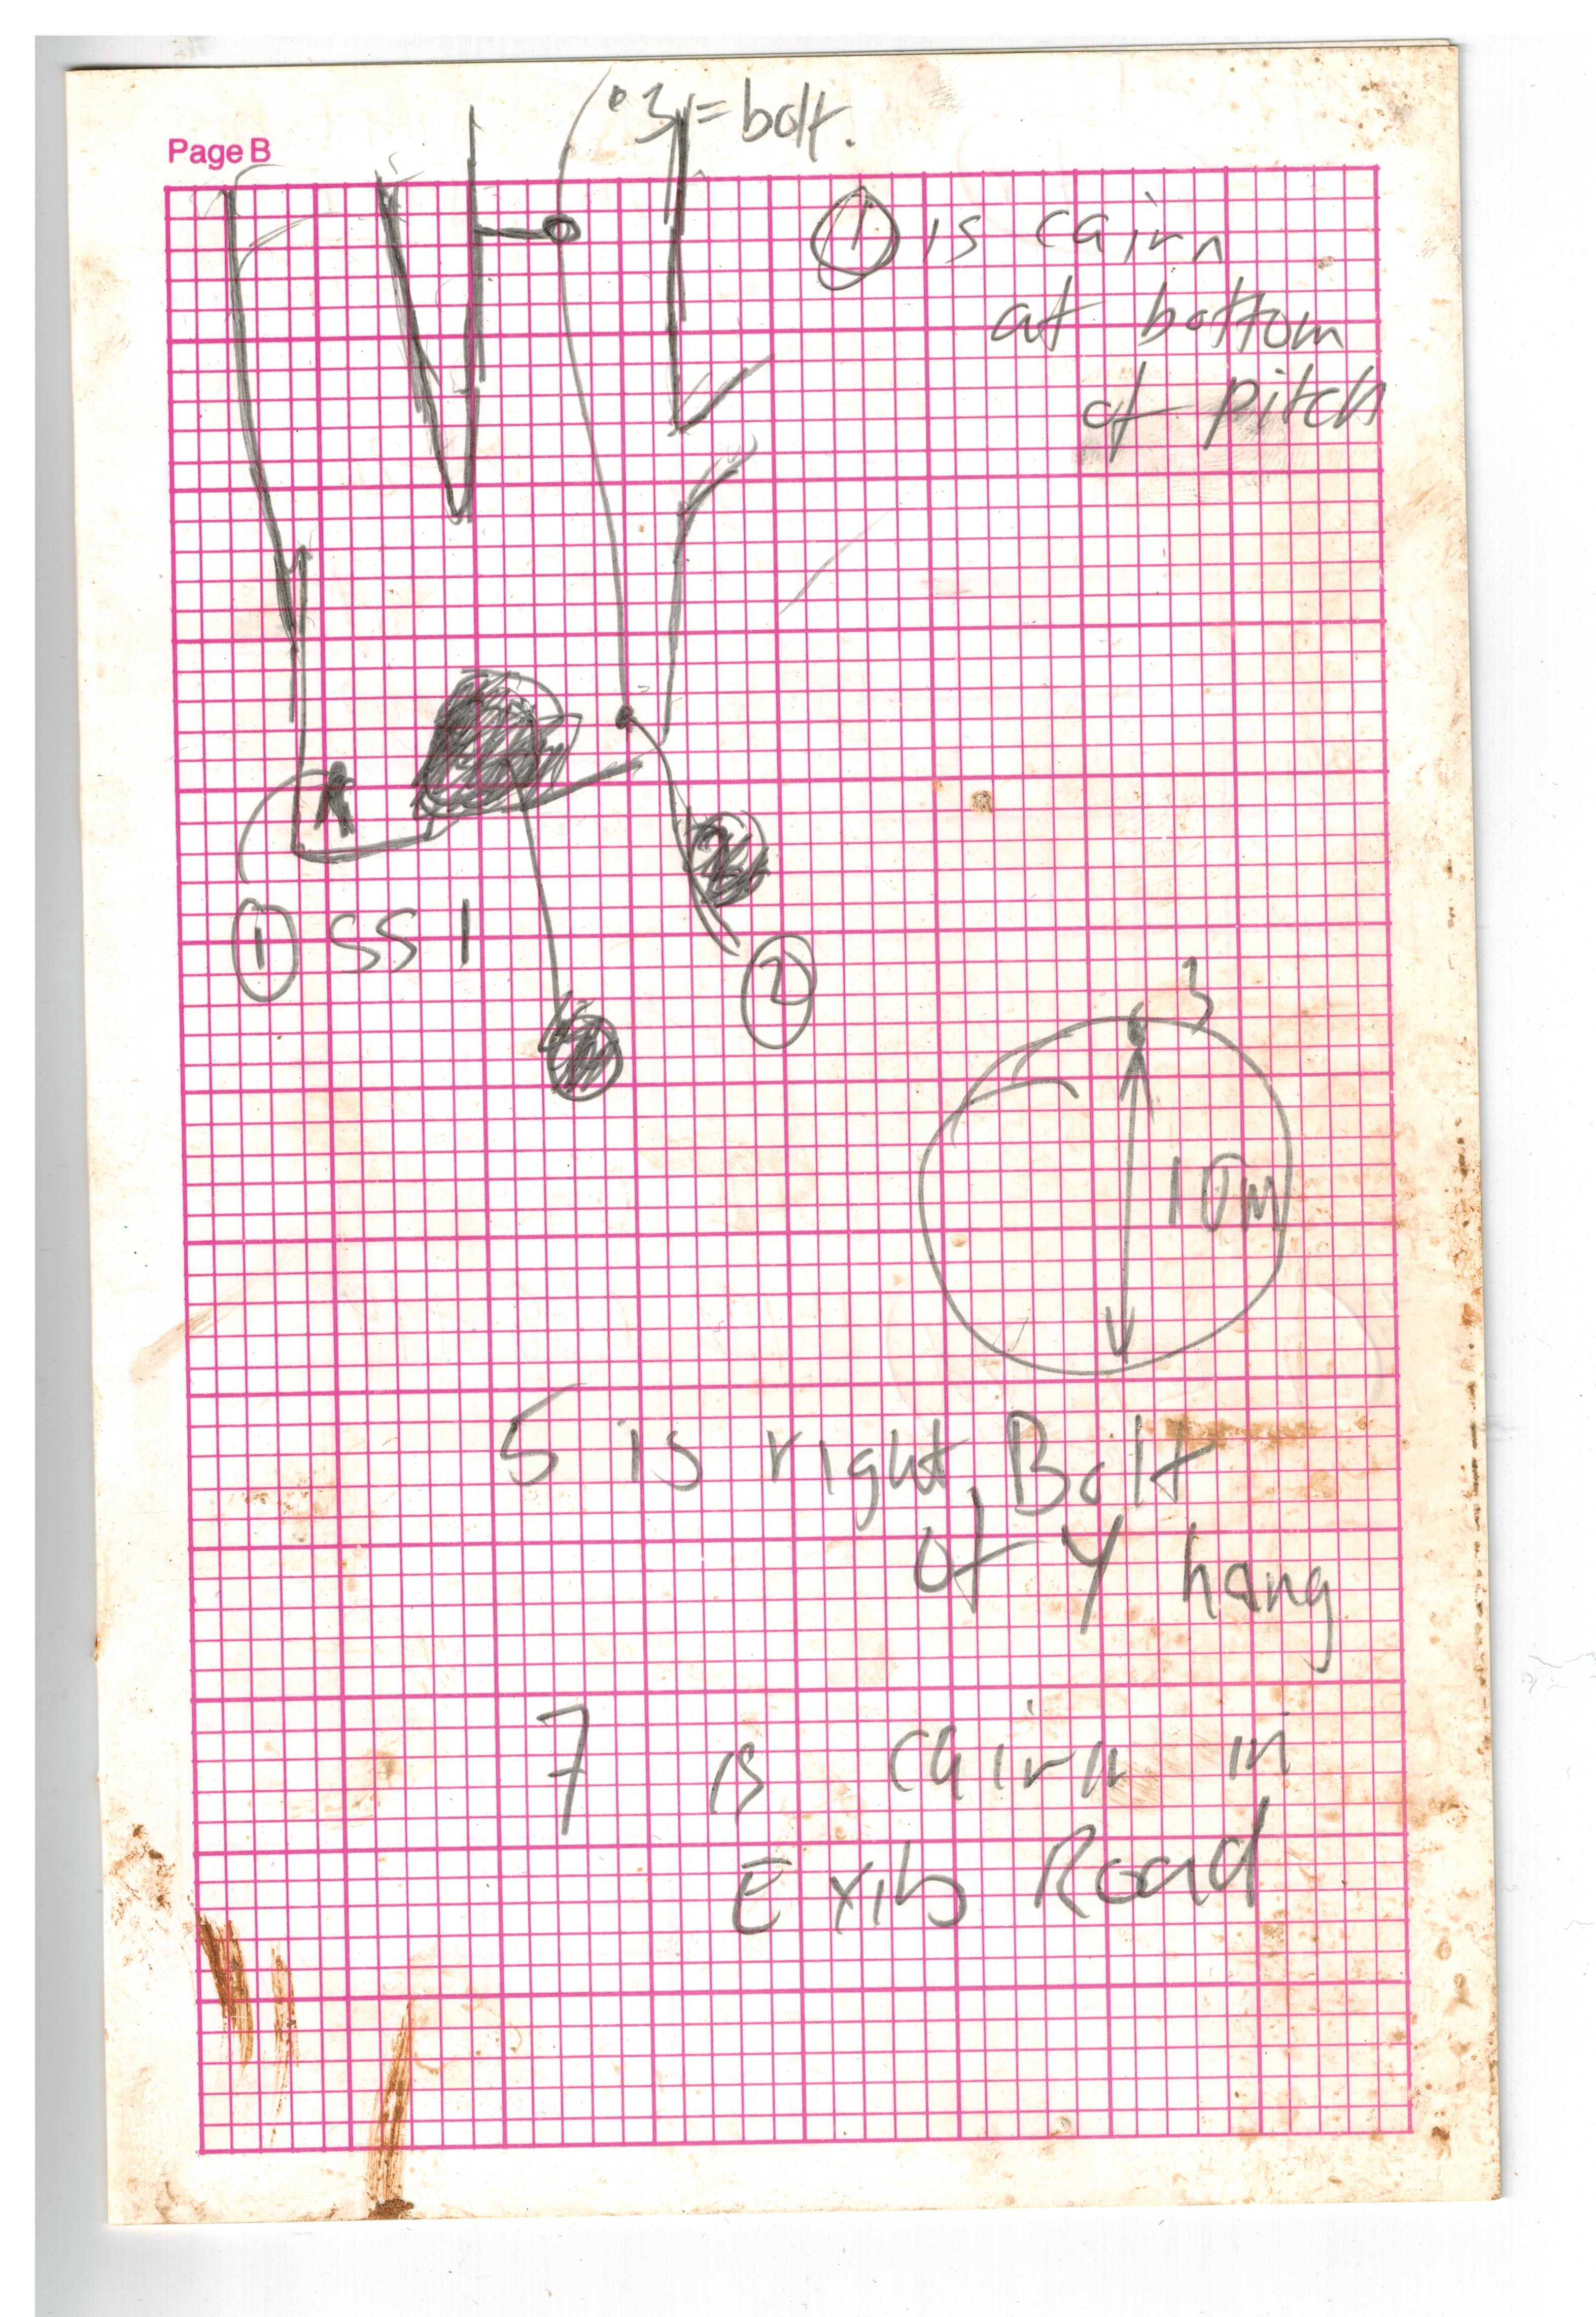 3 = bolt.
Page B
1 is cairn
at bottom
of pitch
1 SS 1
2
3
10m
5 is right Bolt
of Y hang
7 is cairn in
Exib Road